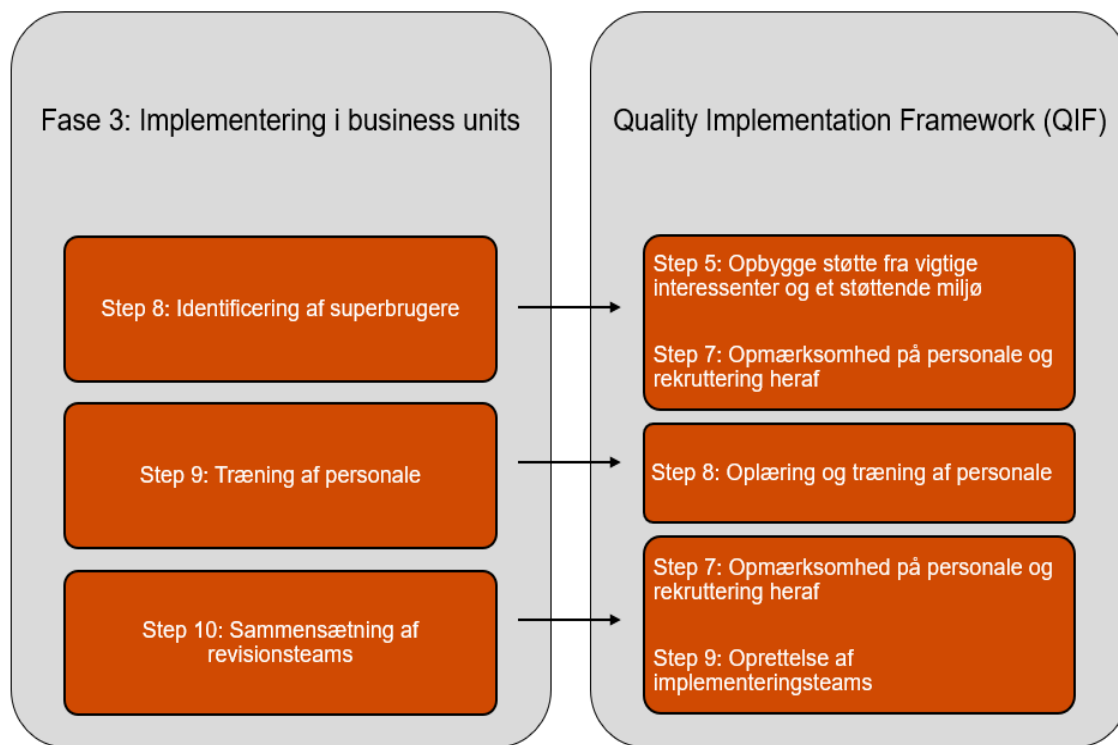 Fase 3: Implementering i business units
Step 8: Identificering af superbrugere
Step 9: Træning af personale
Step 10: Sammensætning af
revisionsteams
Quality Implementation Framework (QIF)
Step 5: Opbygge støtte fra vigtige
interessenter og et støttende miljø
Step 7: Opmærksomhed på personale og
rekruttering heraf
Step 8: Oplæring og træning af personale
Step 7: Opmærksomhed på personale og
rekruttering heraf
Step 9: Oprettelse af
implementeringsteams